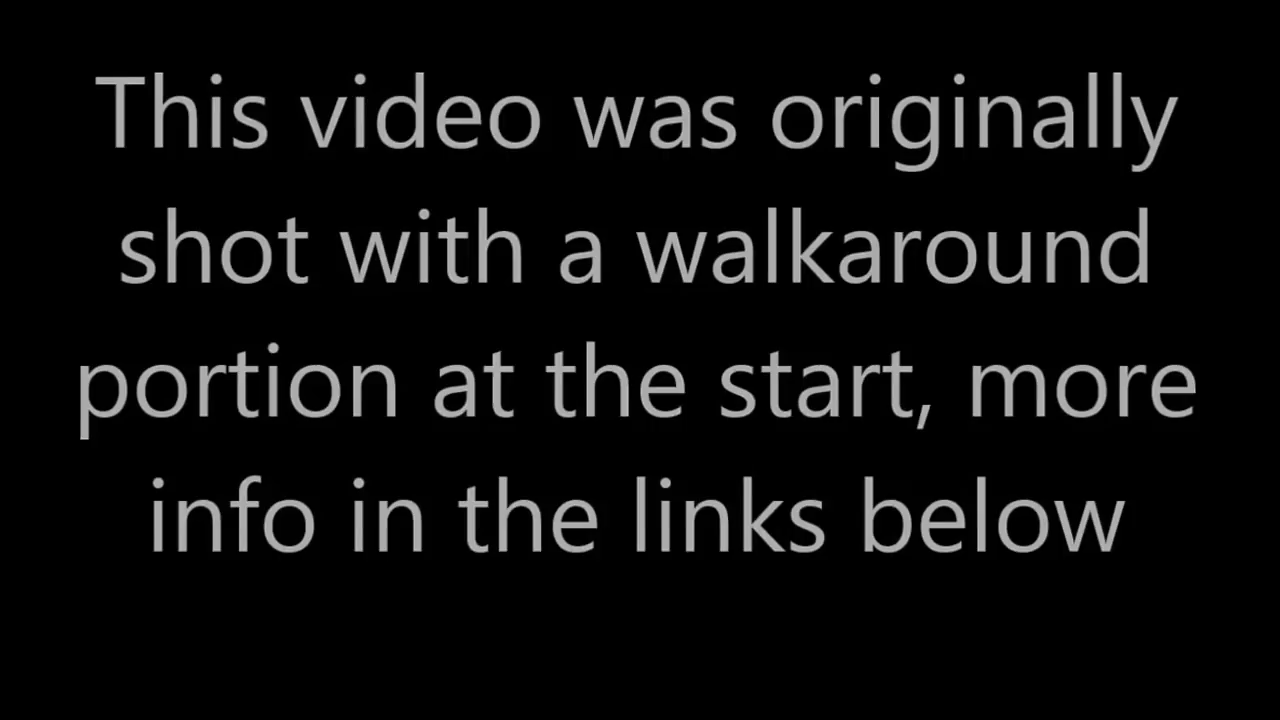 This video was originally
shot with a walkaround
portion at the start, more
info in the links below